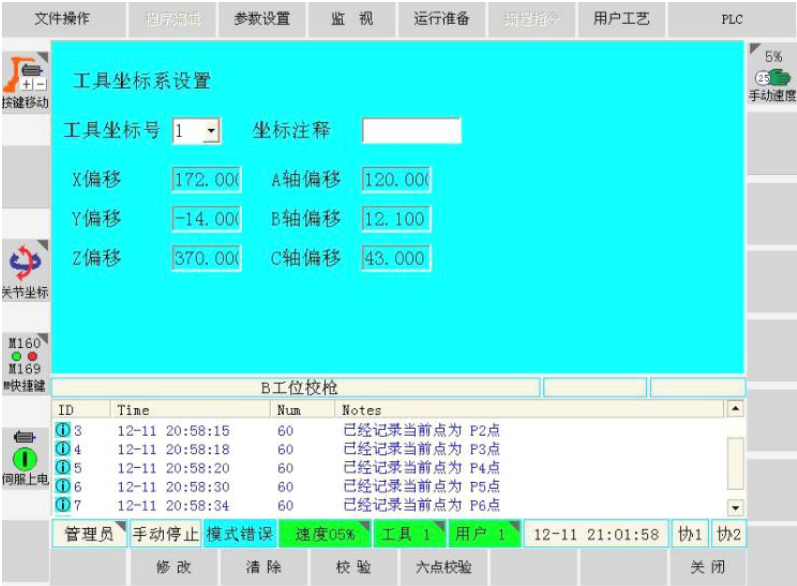 文件操作 程序编辑 参数设置 监 视 运行准备 编程指令 用户工艺 PLC
按键移动
5%
25
手动速度
工具坐标系设置
工具坐标号 1 坐标注释
X偏移 172.00 A轴偏移 120.00
Y偏移 -14.00 B轴偏移 12.100
Z偏移 370.00 C轴偏移 43.000
关节坐标
M160
M169
M快捷键
B工位校枪
ID Time Num Notes
3 12-11 20:58:15 60 已经记录当前点为 P2点
4 12-11 20:58:18 60 已经记录当前点为 P3点
5 12-11 20:58:20 60 已经记录当前点为 P4点
6 12-11 20:58:30 60 已经记录当前点为 P5点
7 12-11 20:58:34 60 已经记录当前点为 P6点
伺服上电
管理员 手动停止 模式错误 速度05% 工具 1 用户 1 12-11 21:01:58 协1 协2
修 改 清 除 校 验 六点校验 关 闭